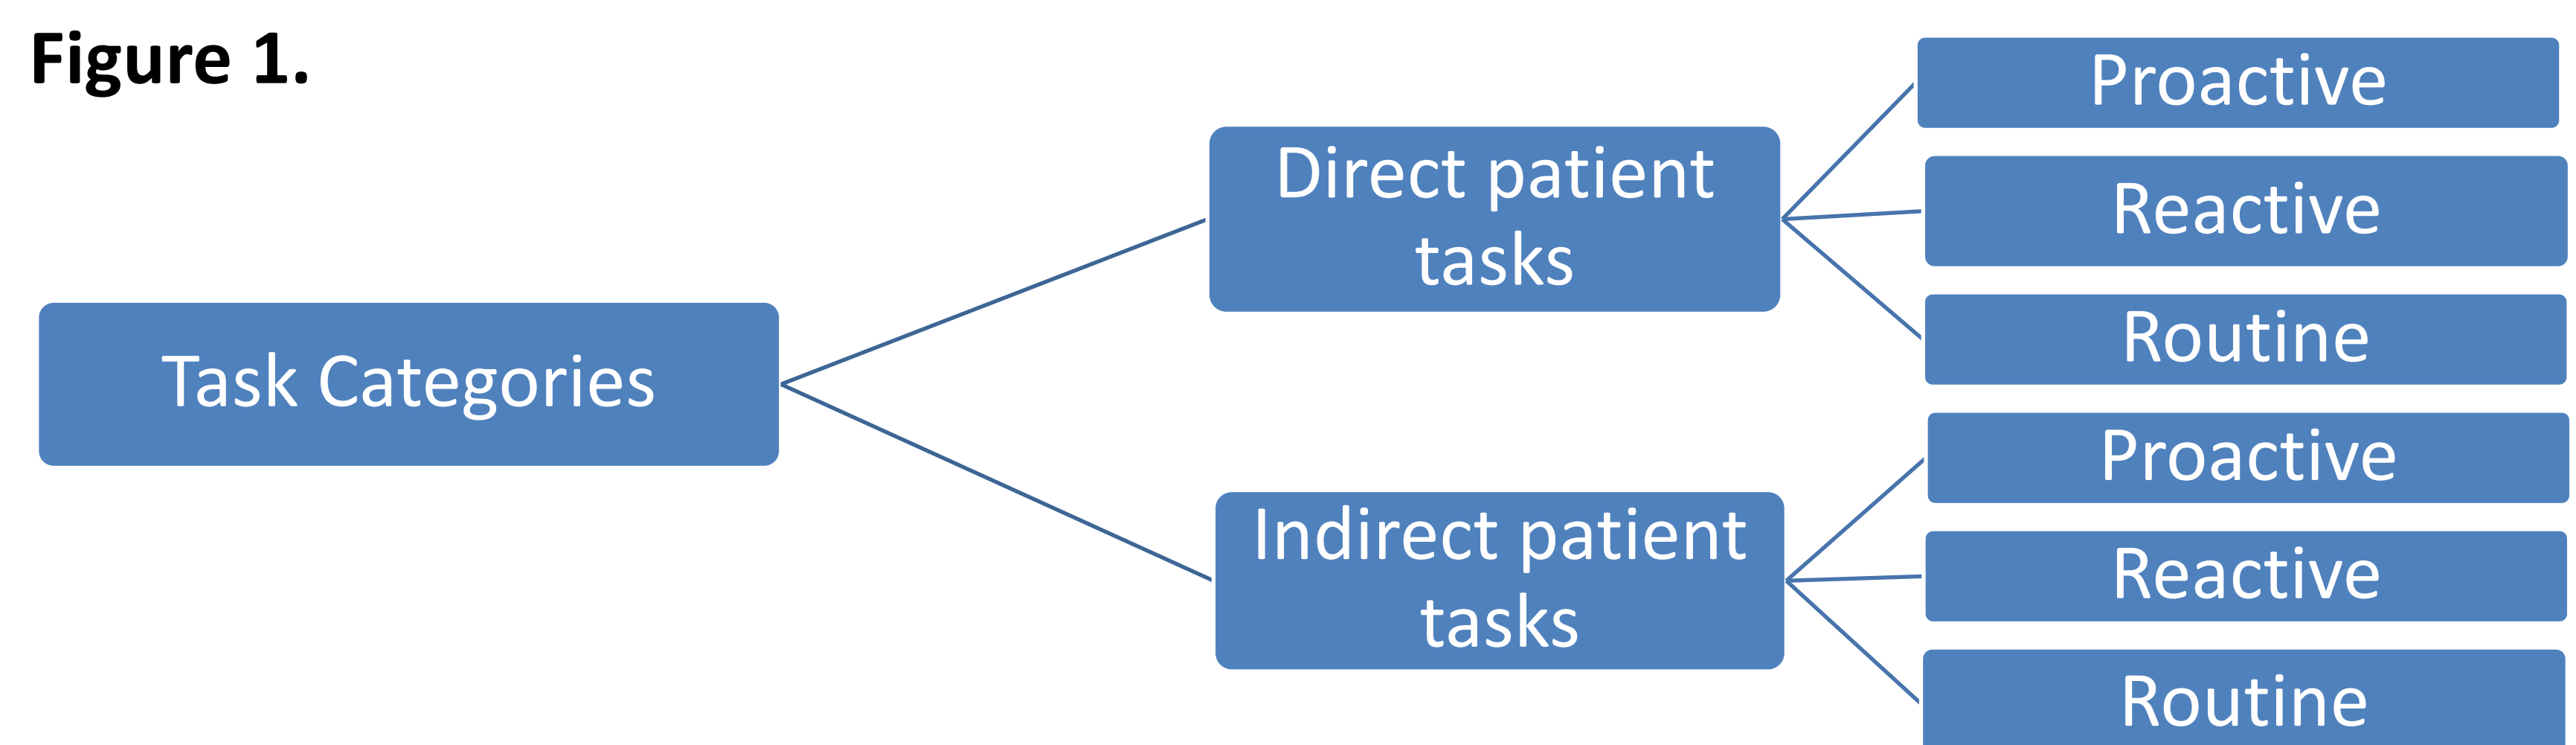 Figure 1.
Task Categories
Direct patient
tasks
Proactive
Reactive
Routine
Indirect patient
tasks
Proactive
Reactive
Routine